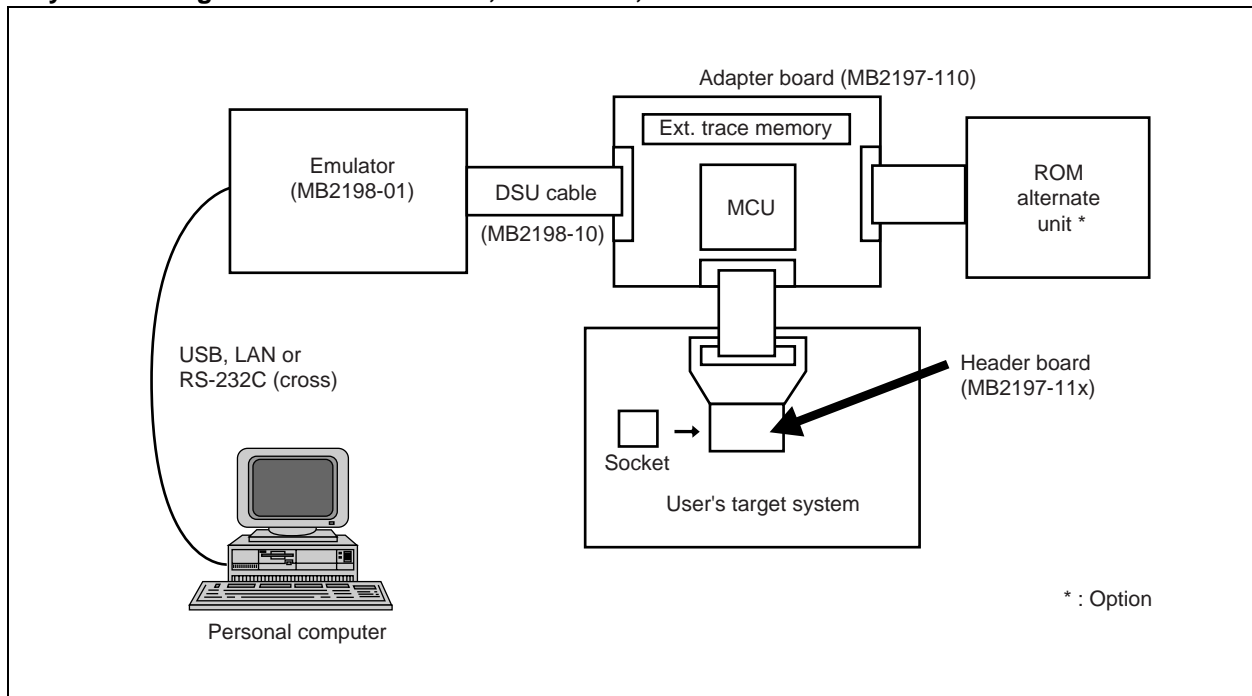 Adapter board (MB2197-110)
Ext. trace memory
Emulator
(MB2198-01)
DSU cable
(MB2198-10)
MCU
ROM
alternate
unit *
USB, LAN or
RS-232C (cross)
Header board
(MB2197-11x)
Socket
User's target system
Personal computer
* : Option